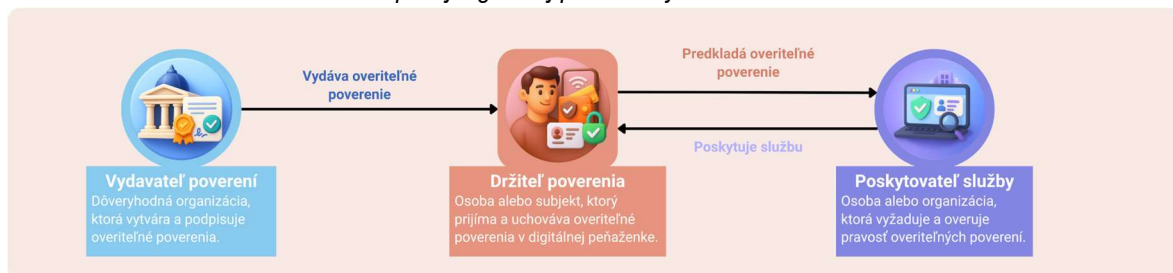 Vydáva overiteľné
poverenie
Predkladá overiteľné
poverenie
Poskytuje službu
Vydavateľ poverení
Dôveryhodná organizácia,
ktorá vytvára a podpisuje
overiteľné poverenia.
Držiteľ poverenia
Osoba alebo subjekt, ktorý
prijíma a uchováva overiteľné
poverenia v digitálnej peňaženke.
Poskytovateľ služby
Osoba alebo organizácia,
ktorá vyžaduje a overuje
pravosť overiteľných poverení.